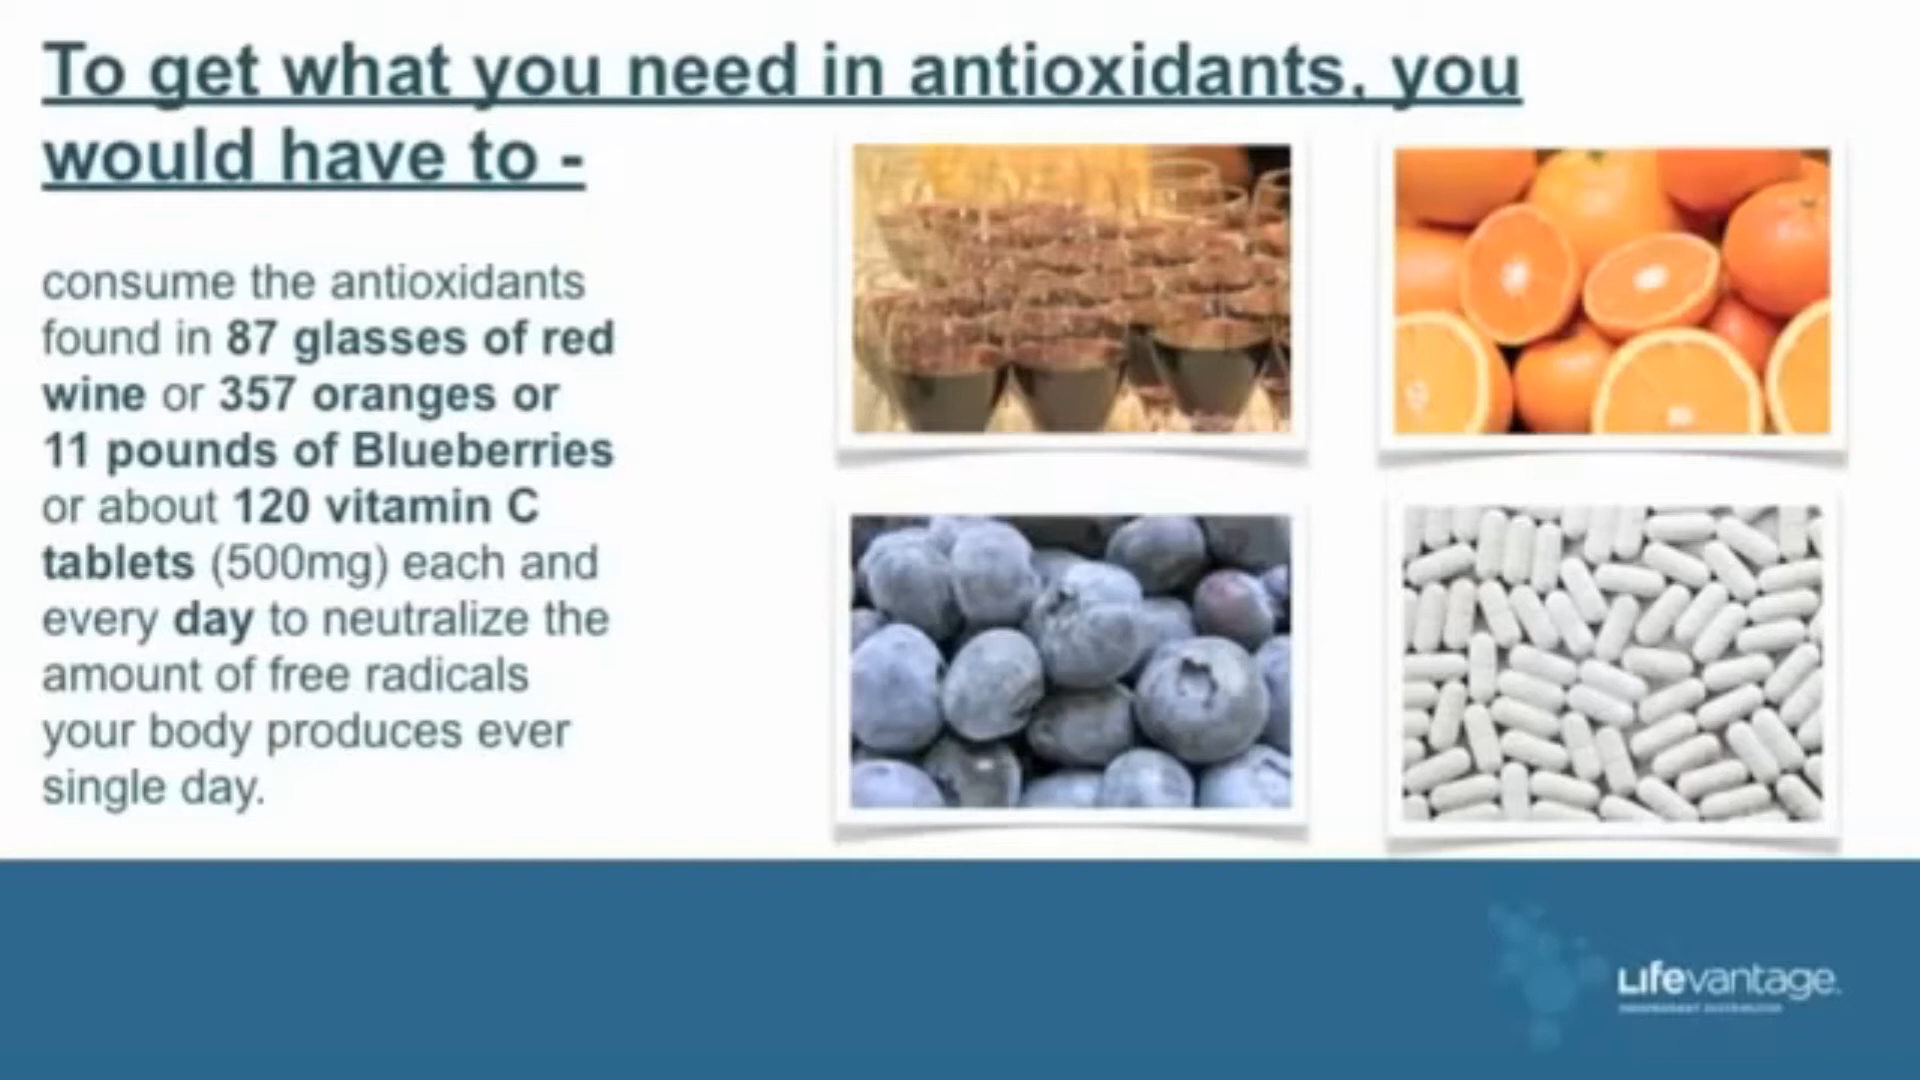 To get what you need in antioxidants, you
would have to -
consume the antioxidants
found in 87 glasses of red
wine or 357 oranges or
11 pounds of Blueberries
or about 120 vitamin C
tablets (500mg) each and
every day to neutralize the
amount of free radicals
your body produces ever
single day.
Lifevantage.
INDEPENDENT DISTRIBUTOR